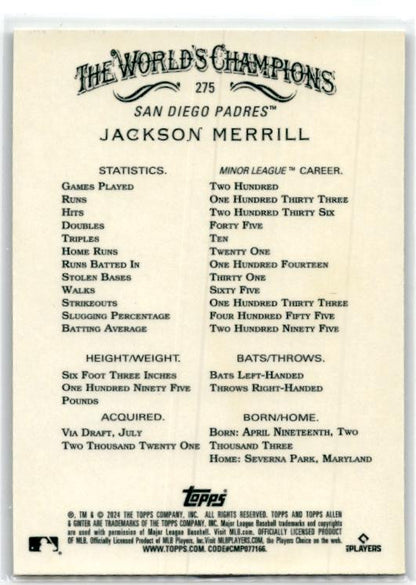 THE WORLD'S CHAMPIONS
275
SAN DIEGO PADRES™
JACKSON MERRILL
STATISTICS. MINOR LEAGUE™ CAREER.
GAMES PLAYED TWO HUNDRED
RUNS ONE HUNDRED THIRTY THREE
HITS TWO HUNDRED THIRTY SIX
DOUBLES FORTY FIVE
TRIPLES TEN
HOME RUNS TWENTY ONE
RUNS BATTED IN ONE HUNDRED FOURTEEN
STOLEN BASES THIRTY ONE
WALKS SIXTY FIVE
STRIKEOUTS ONE HUNDRED THIRTY THREE
SLUGGING PERCENTAGE FOUR HUNDRED FIFTY FIVE
BATTING AVERAGE TWO HUNDRED NINETY FIVE
HEIGHT/WEIGHT.
SIX FOOT THREE INCHES
ONE HUNDRED NINETY FIVE
POUNDS
BATS/THROWS.
BATS LEFT-HANDED
THROWS RIGHT-HANDED
ACQUIRED.
VIA DRAFT, JULY
TWO THOUSAND TWENTY ONE
BORN/HOME.
BORN: APRIL NINETEENTH, TWO
THOUSAND THREE
HOME: SEVERNA PARK, MARYLAND
Topps
®, TM & © 2024 THE TOPPS COMPANY, INC. ALL RIGHTS RESERVED. TOPPS AND TOPPS ALLEN
& GINTER ARE TRADEMARKS OF THE TOPPS COMPANY, INC. Major League Baseball trademarks and copyrights
are used with permission of Major League Baseball. Visit MLB.com. OFFICIALLY LICENSED PRODUCT
OF MLB. Officially Licensed Product of MLB Players, Inc. Visit MLBPLAYERS.COM, the Players Choice on the web.
WWW.TOPPS.COM. CODE#CMP077166.
PLAYERS